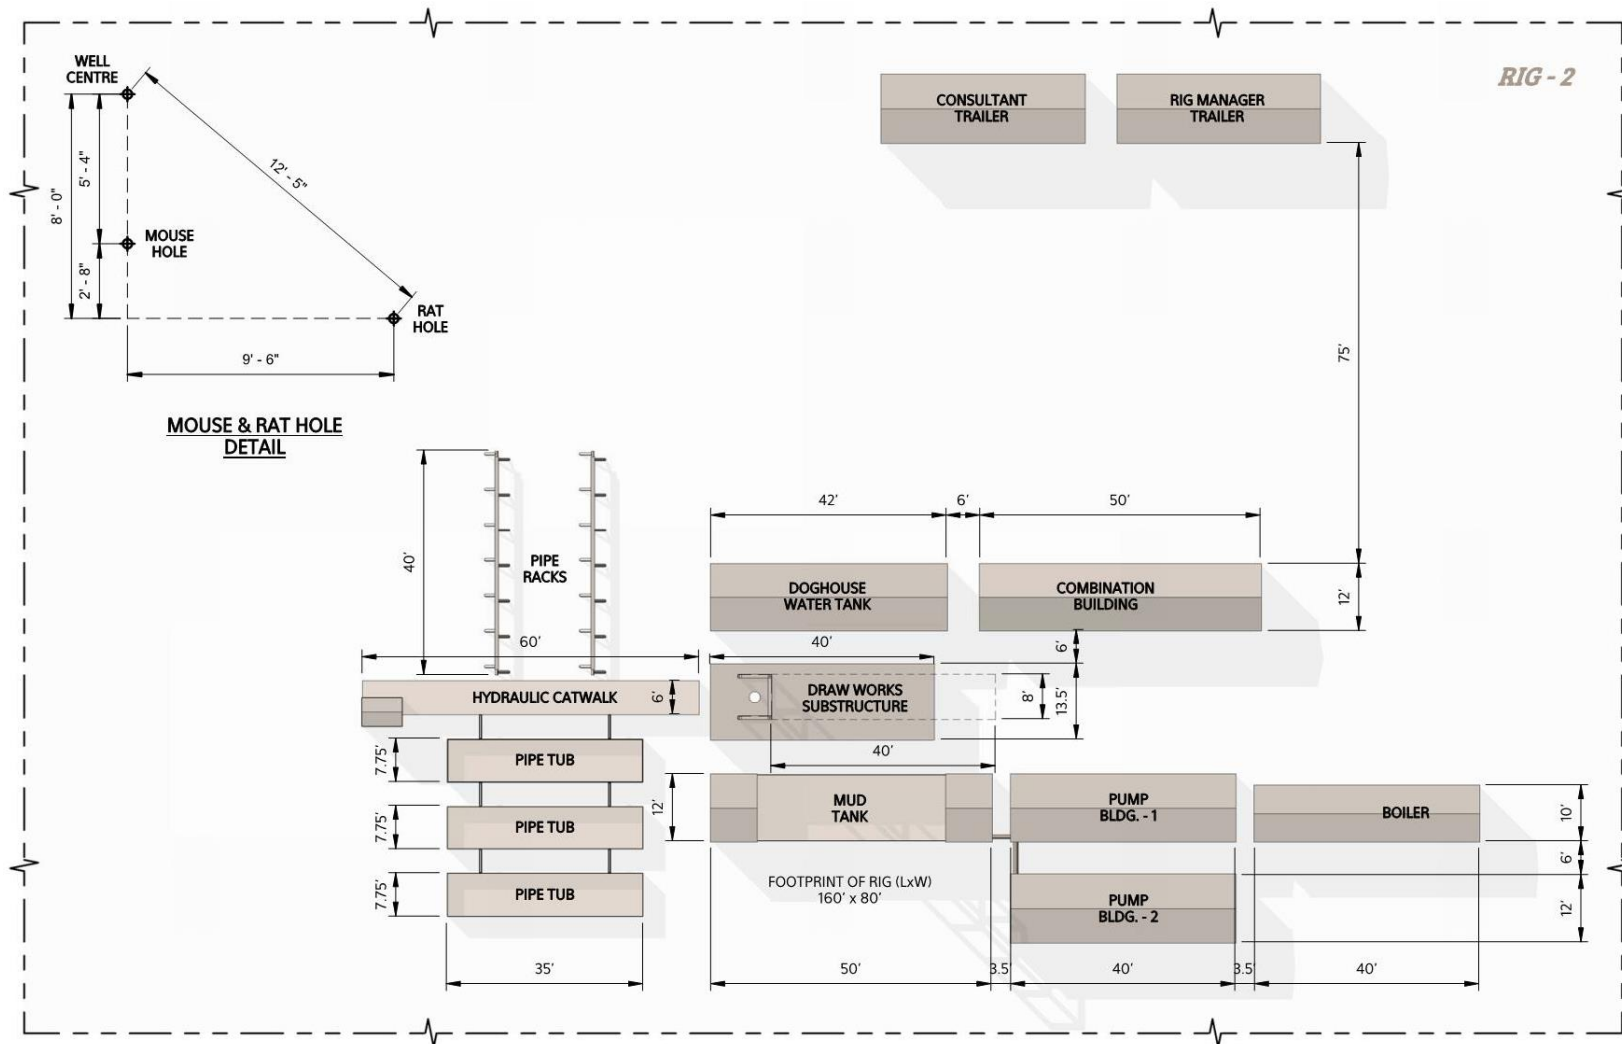 RIG - 2
WELL
CENTRE
12' - 5"
5' - 4"
8' - 0"
MOUSE
HOLE
2' - 8"
RAT
HOLE
9' - 6"
MOUSE & RAT HOLE
DETAIL
CONSULTANT
TRAILER
RIG MANAGER
TRAILER
75'
40'
PIPE
RACKS
60'
42'
6'
50'
DOGHOUSE
WATER TANK
COMBINATION
BUILDING
12'
40'
6'
HYDRAULIC CATWALK
6'
DRAW WORKS
SUBSTRUCTURE
8'
13.5'
40'
7.75'
PIPE TUB
7.75'
PIPE TUB
7.75'
PIPE TUB
35'
12'
MUD
TANK
PUMP
BLDG. - 1
BOILER
10'
6'
FOOTPRINT OF RIG (LxW)
160' x 80'
PUMP
BLDG. - 2
12'
50'
3.5'
40'
3.5'
40'